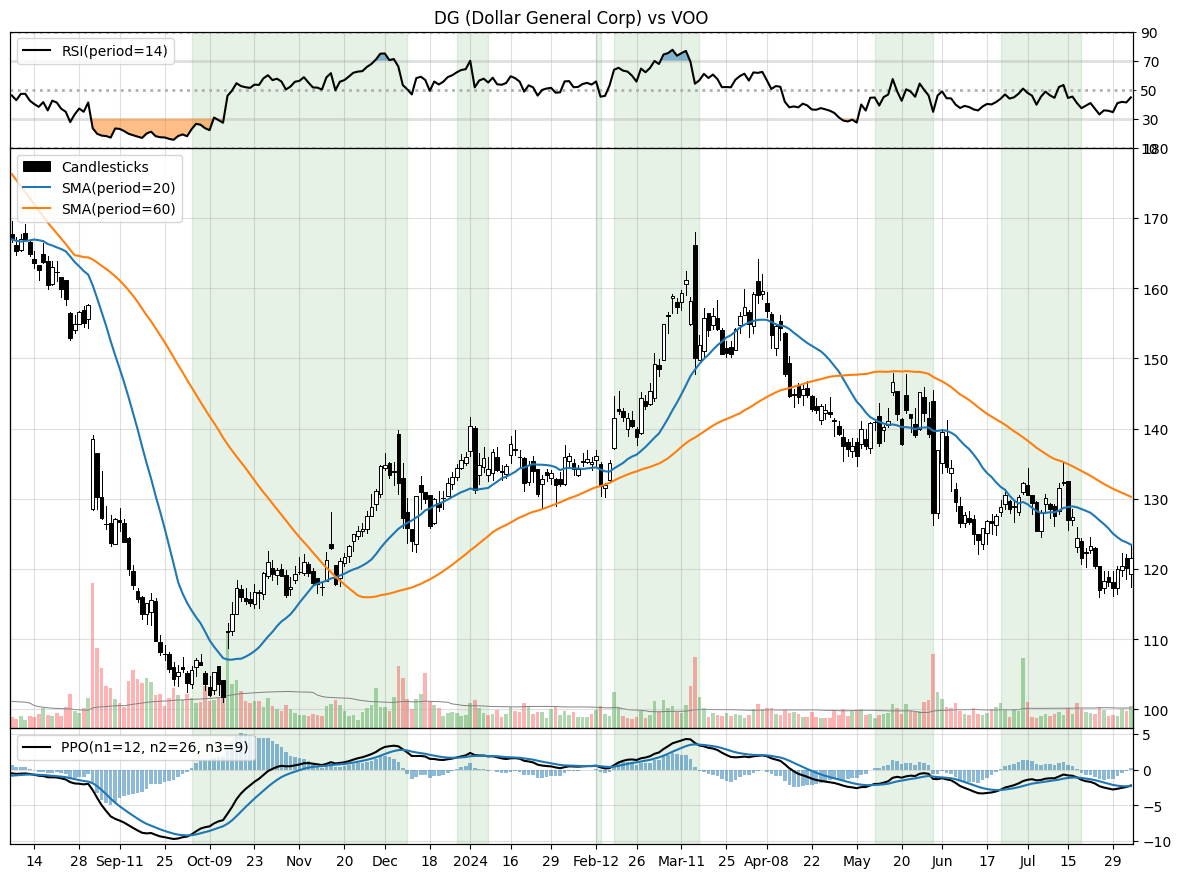 DG (Dollar General Corp) vs VOO
RSI(period=14)
90
70
50
30
10
Candlesticks
SMA(period=20)
SMA(period=60)
180
170
160
150
140
130
120
110
100
PPO(n1=12, n2=26, n3=9)
5
0
−5
−10
14 28 Sep-11 25 Oct-09 23 Nov 20 Dec 18 2024 16 29 Feb-12 26 Mar-11 25 Apr-08 22 May 20 Jun 17 Jul 15 29